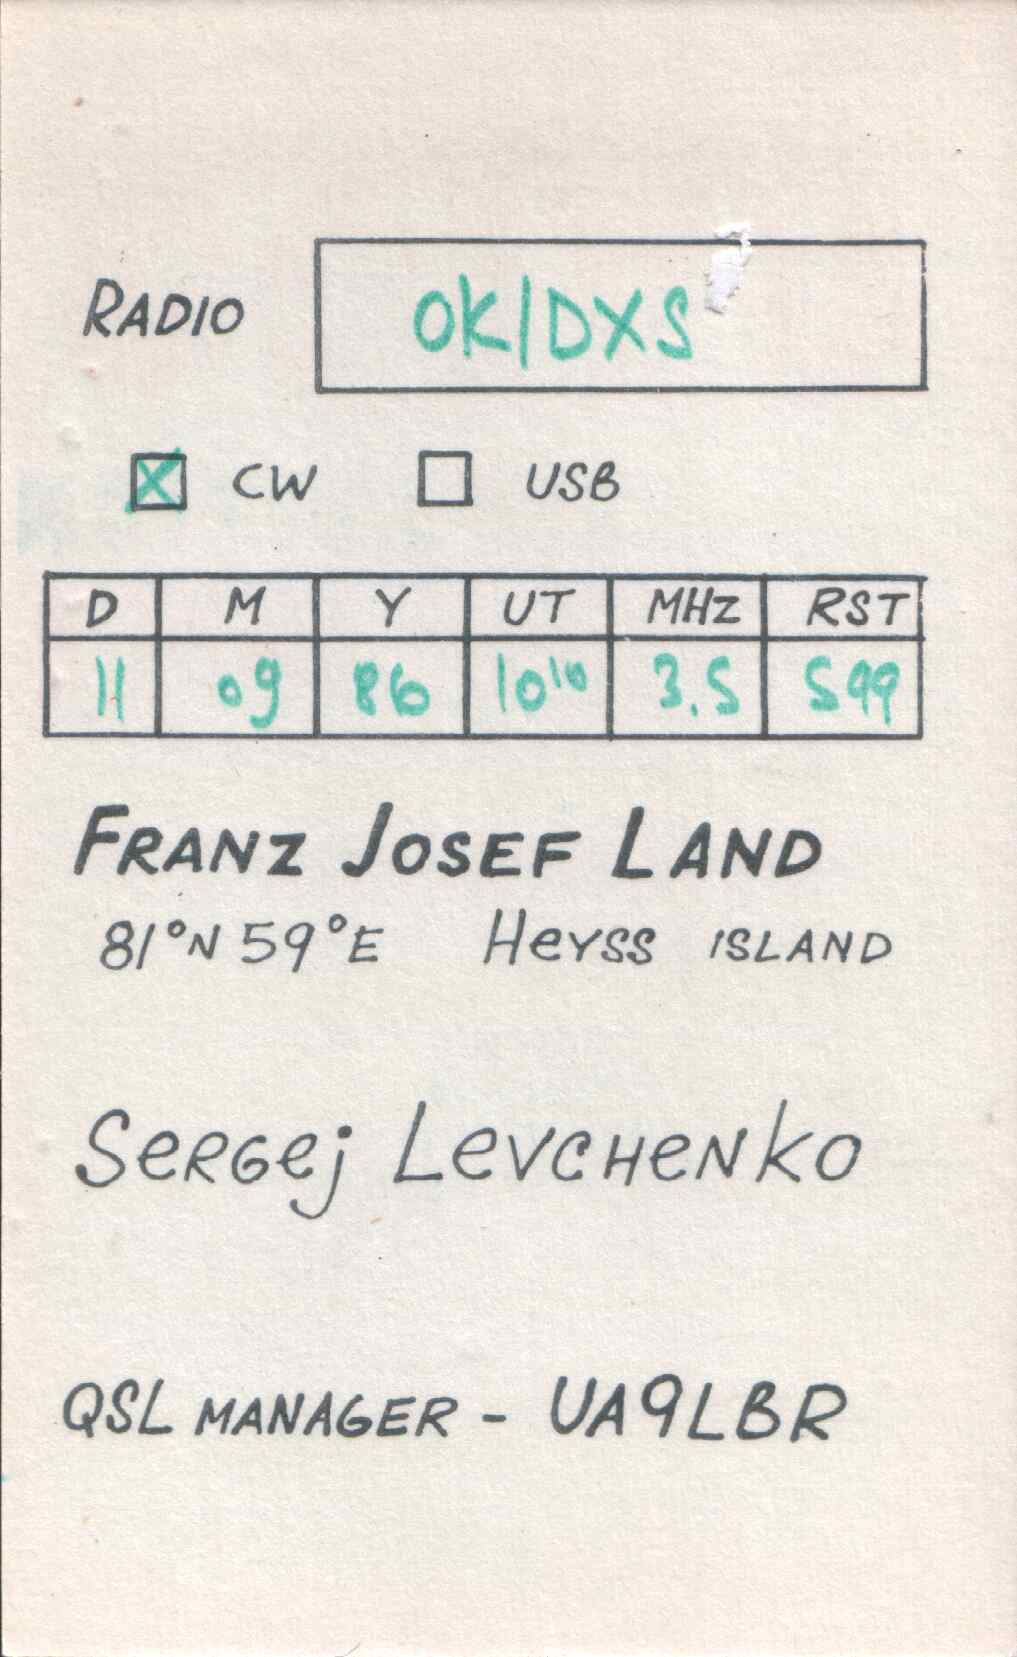 RADIO OK1DXS
CW USB
D M Y UT MHZ RST
11 09 86 10¹⁰ 3.5 599
FRANZ JOSEF LAND
81°N 59°E HEYSS ISLAND
SERGEJ LEVCHENKO
QSL MANAGER - UA9LBR